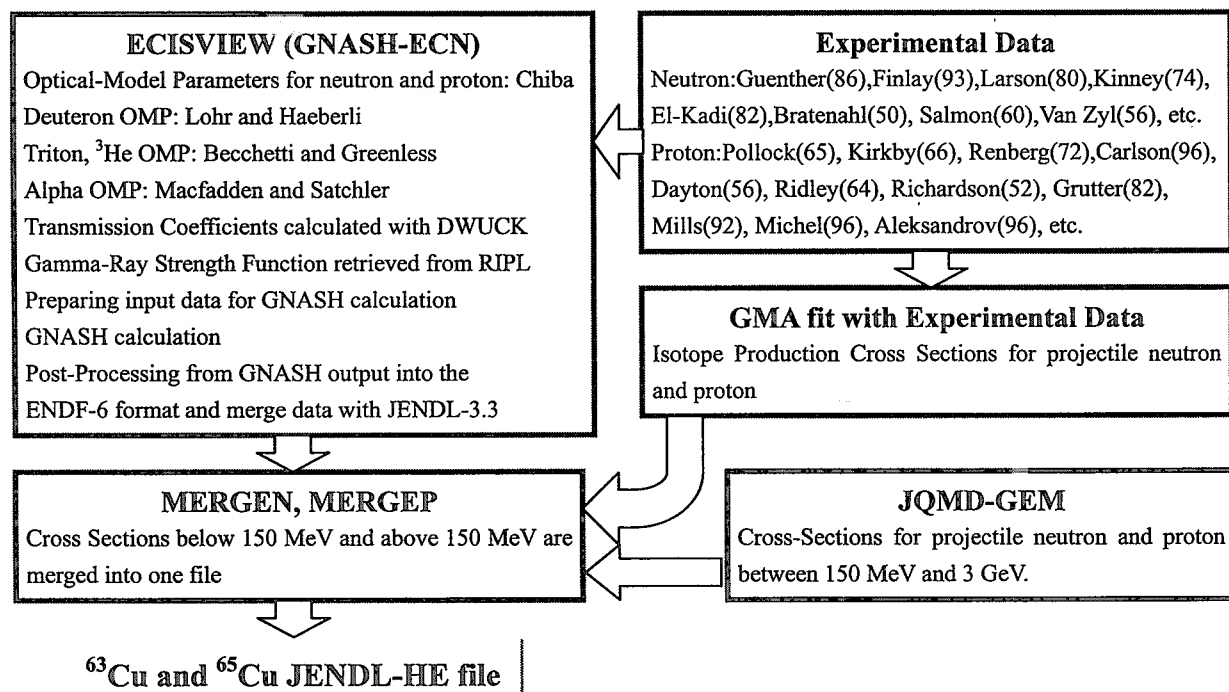 ECISVIEW (GNASH-ECN)
Optical-Model Parameters for neutron and proton: Chiba
Deuteron OMP: Lohr and Haeberli
Triton, ³He OMP: Becchetti and Greenless
Alpha OMP: Macfadden and Satchler
Transmission Coefficients calculated with DWUCK
Gamma-Ray Strength Function retrieved from RIPL
Preparing input data for GNASH calculation
GNASH calculation
Post-Processing from GNASH output into the
ENDF-6 format and merge data with JENDL-3.3
Experimental Data
Neutron:Guenther(86),Finlay(93),Larson(80),Kinney(74),
El-Kadi(82),Bratenahl(50), Salmon(60),Van Zyl(56), etc.
Proton:Pollock(65), Kirkby(66), Renberg(72),Carlson(96),
Dayton(56), Ridley(64), Richardson(52), Grutter(82),
Mills(92), Michel(96), Aleksandrov(96), etc.
GMA fit with Experimental Data
Isotope Production Cross Sections for projectile neutron
and proton
MERGEN, MERGEP
Cross Sections below 150 MeV and above 150 MeV are
merged into one file
JQMD-GEM
Cross-Sections for projectile neutron and proton
between 150 MeV and 3 GeV.
⁶³Cu and ⁶⁵Cu JENDL-HE file